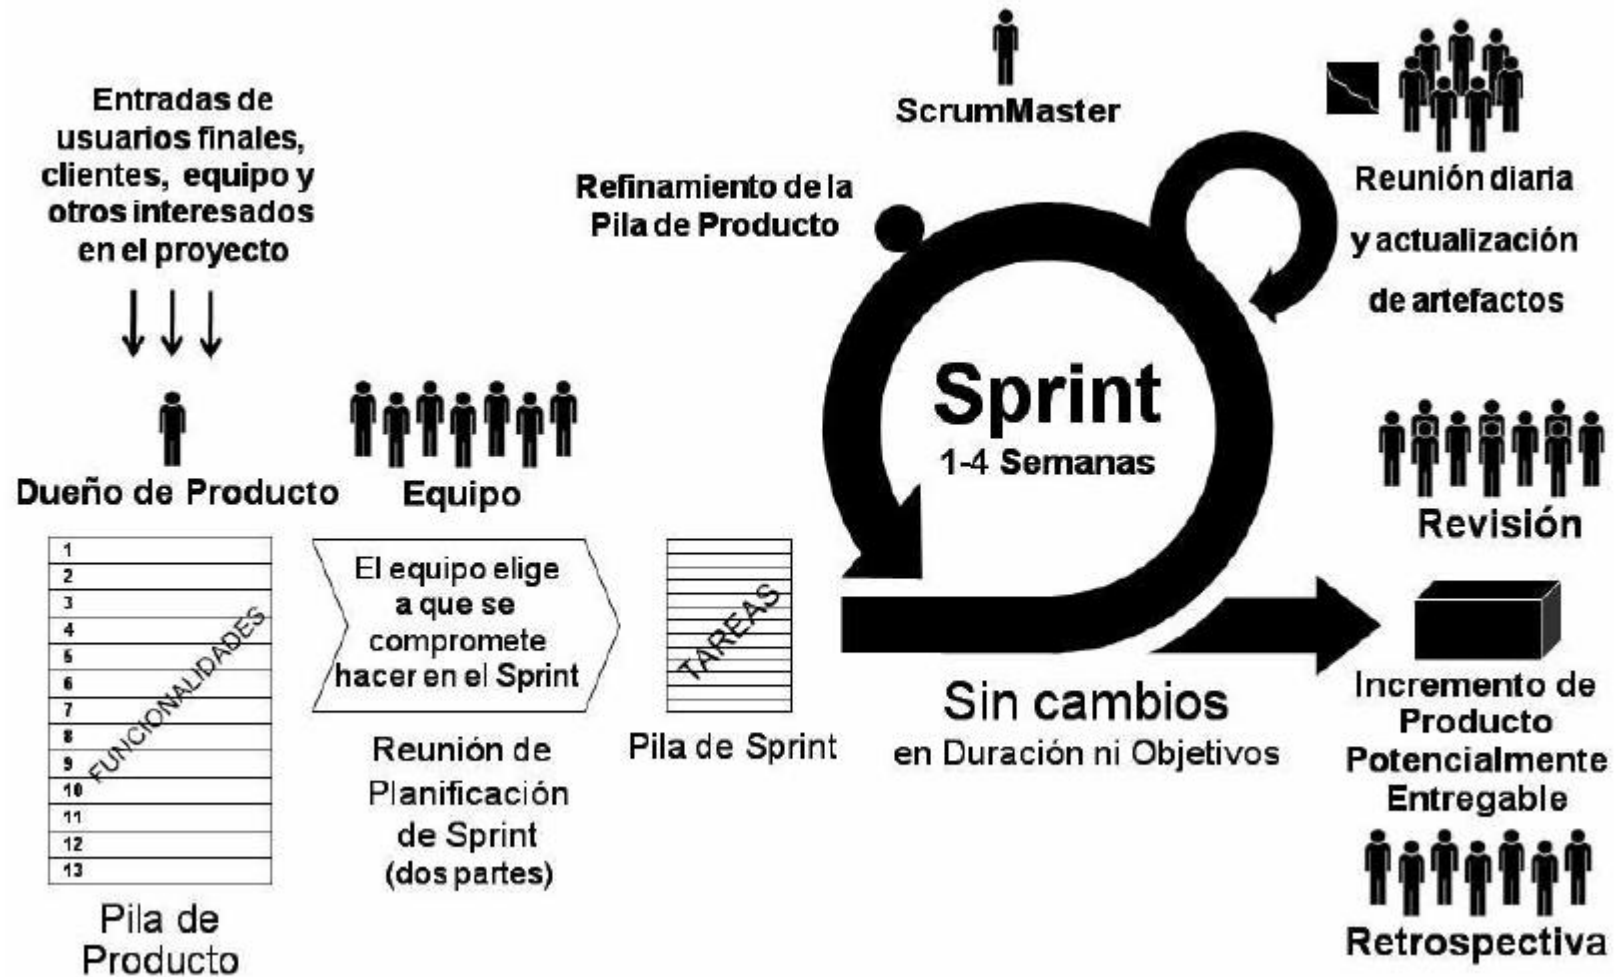 Entradas de
usuarios finales,
clientes, equipo y
otros interesados
en el proyecto
Dueño de Producto
1
2
3
4
5
6
7
8
9
10
11
12
13
FUNCIONALIDADES
Pila de
Producto
Equipo
El equipo elige
a que se
compromete
hacer en el Sprint
Reunión de
Planificación
de Sprint
(dos partes)
TAREAS
Pila de Sprint
Refinamiento de la
Pila de Producto
ScrumMaster
Sprint
1-4 Semanas
Sin cambios
en Duración ni Objetivos
Reunión diaria
y actualización
de artefactos
Revisión
Incremento de
Producto
Potencialmente
Entregable
Retrospectiva